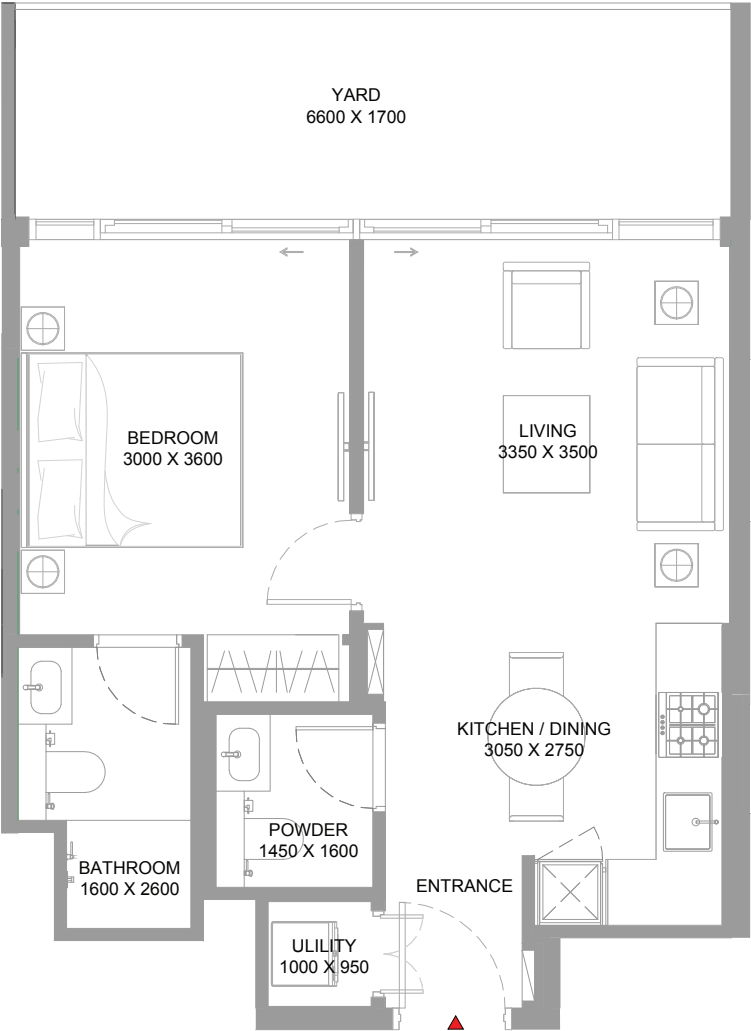 YARD
6600 X 1700
BEDROOM
3000 X 3600
LIVING
3350 X 3500
KITCHEN / DINING
3050 X 2750
POWDER
1450 X 1600
BATHROOM
1600 X 2600
ENTRANCE
ULILITY
1000 X 950